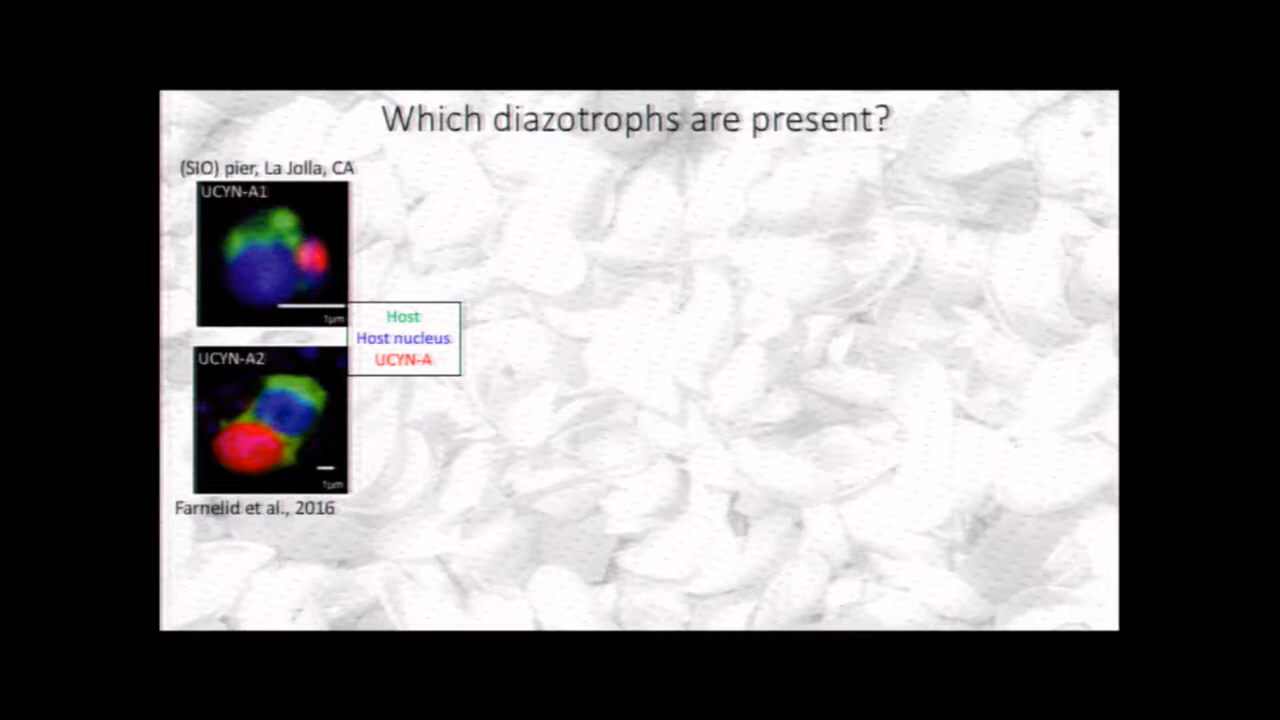 Which diazotrophs are present?
(SIO) pier, La Jolla, CA
UCYN-A1
1µm
Host
Host nucleus
UCYN-A
UCYN-A2
1µm
Farnelid et al., 2016